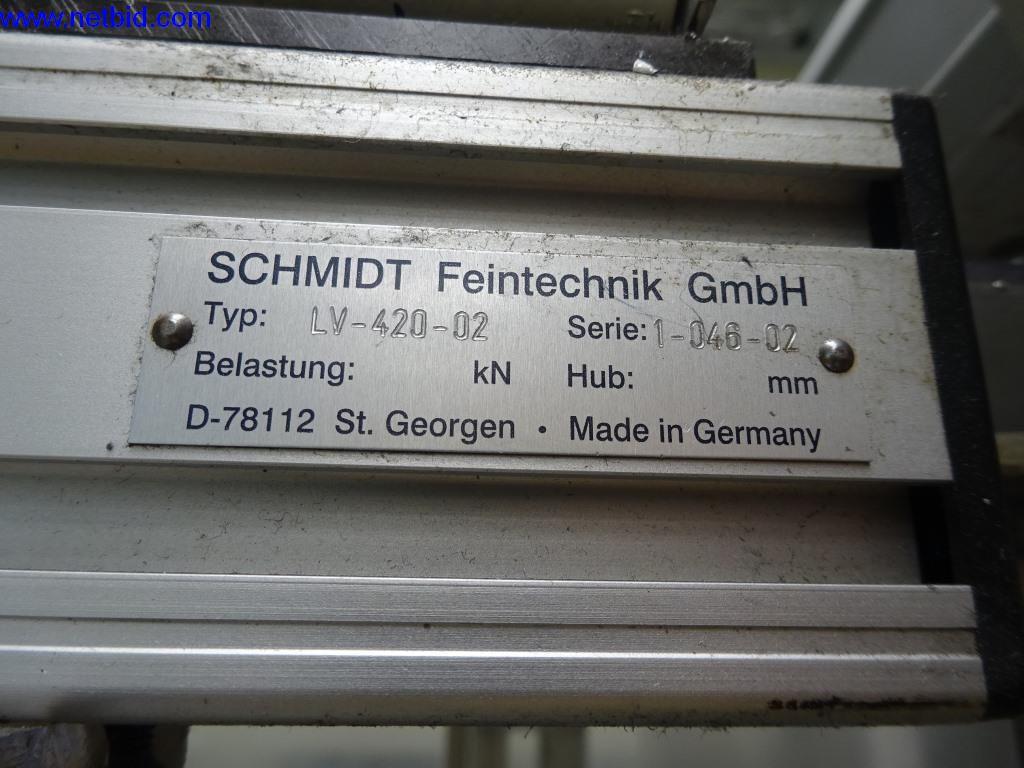 www.netbid.com
SCHMIDT Feintechnik GmbH
Typ: LV-420-02 Serie: 1-046-02
Belastung: kN Hub: mm
D-78112 St. Georgen · Made in Germany